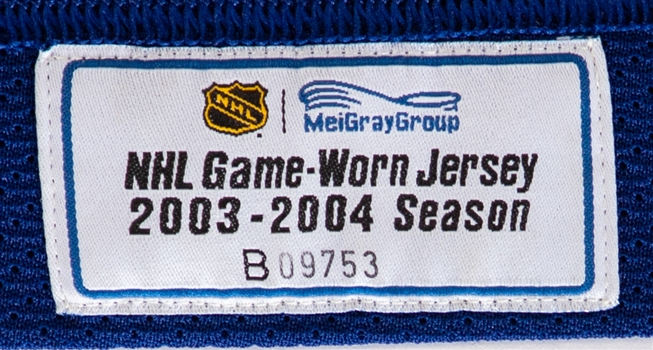 NHL | MeiGrayGroup
NHL Game-Worn Jersey
2003-2004 Season
B09753